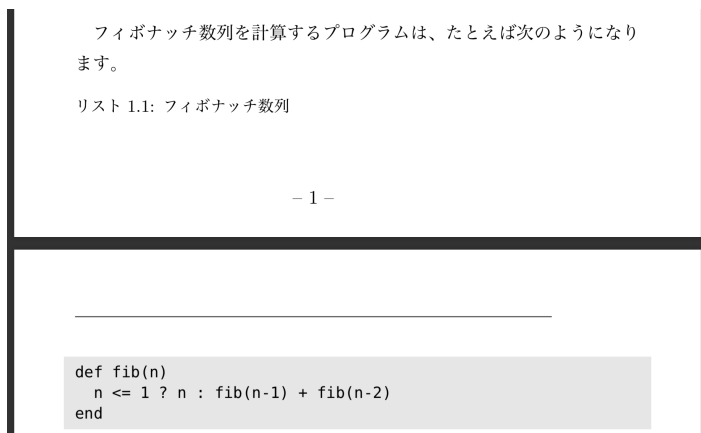 フィボナッチ数列を計算するプログラムは、たとえば次のようになり
ます。
リスト 1.1: フィボナッチ数列
– 1 –
def fib(n)
  n <= 1 ? n : fib(n-1) + fib(n-2)
end